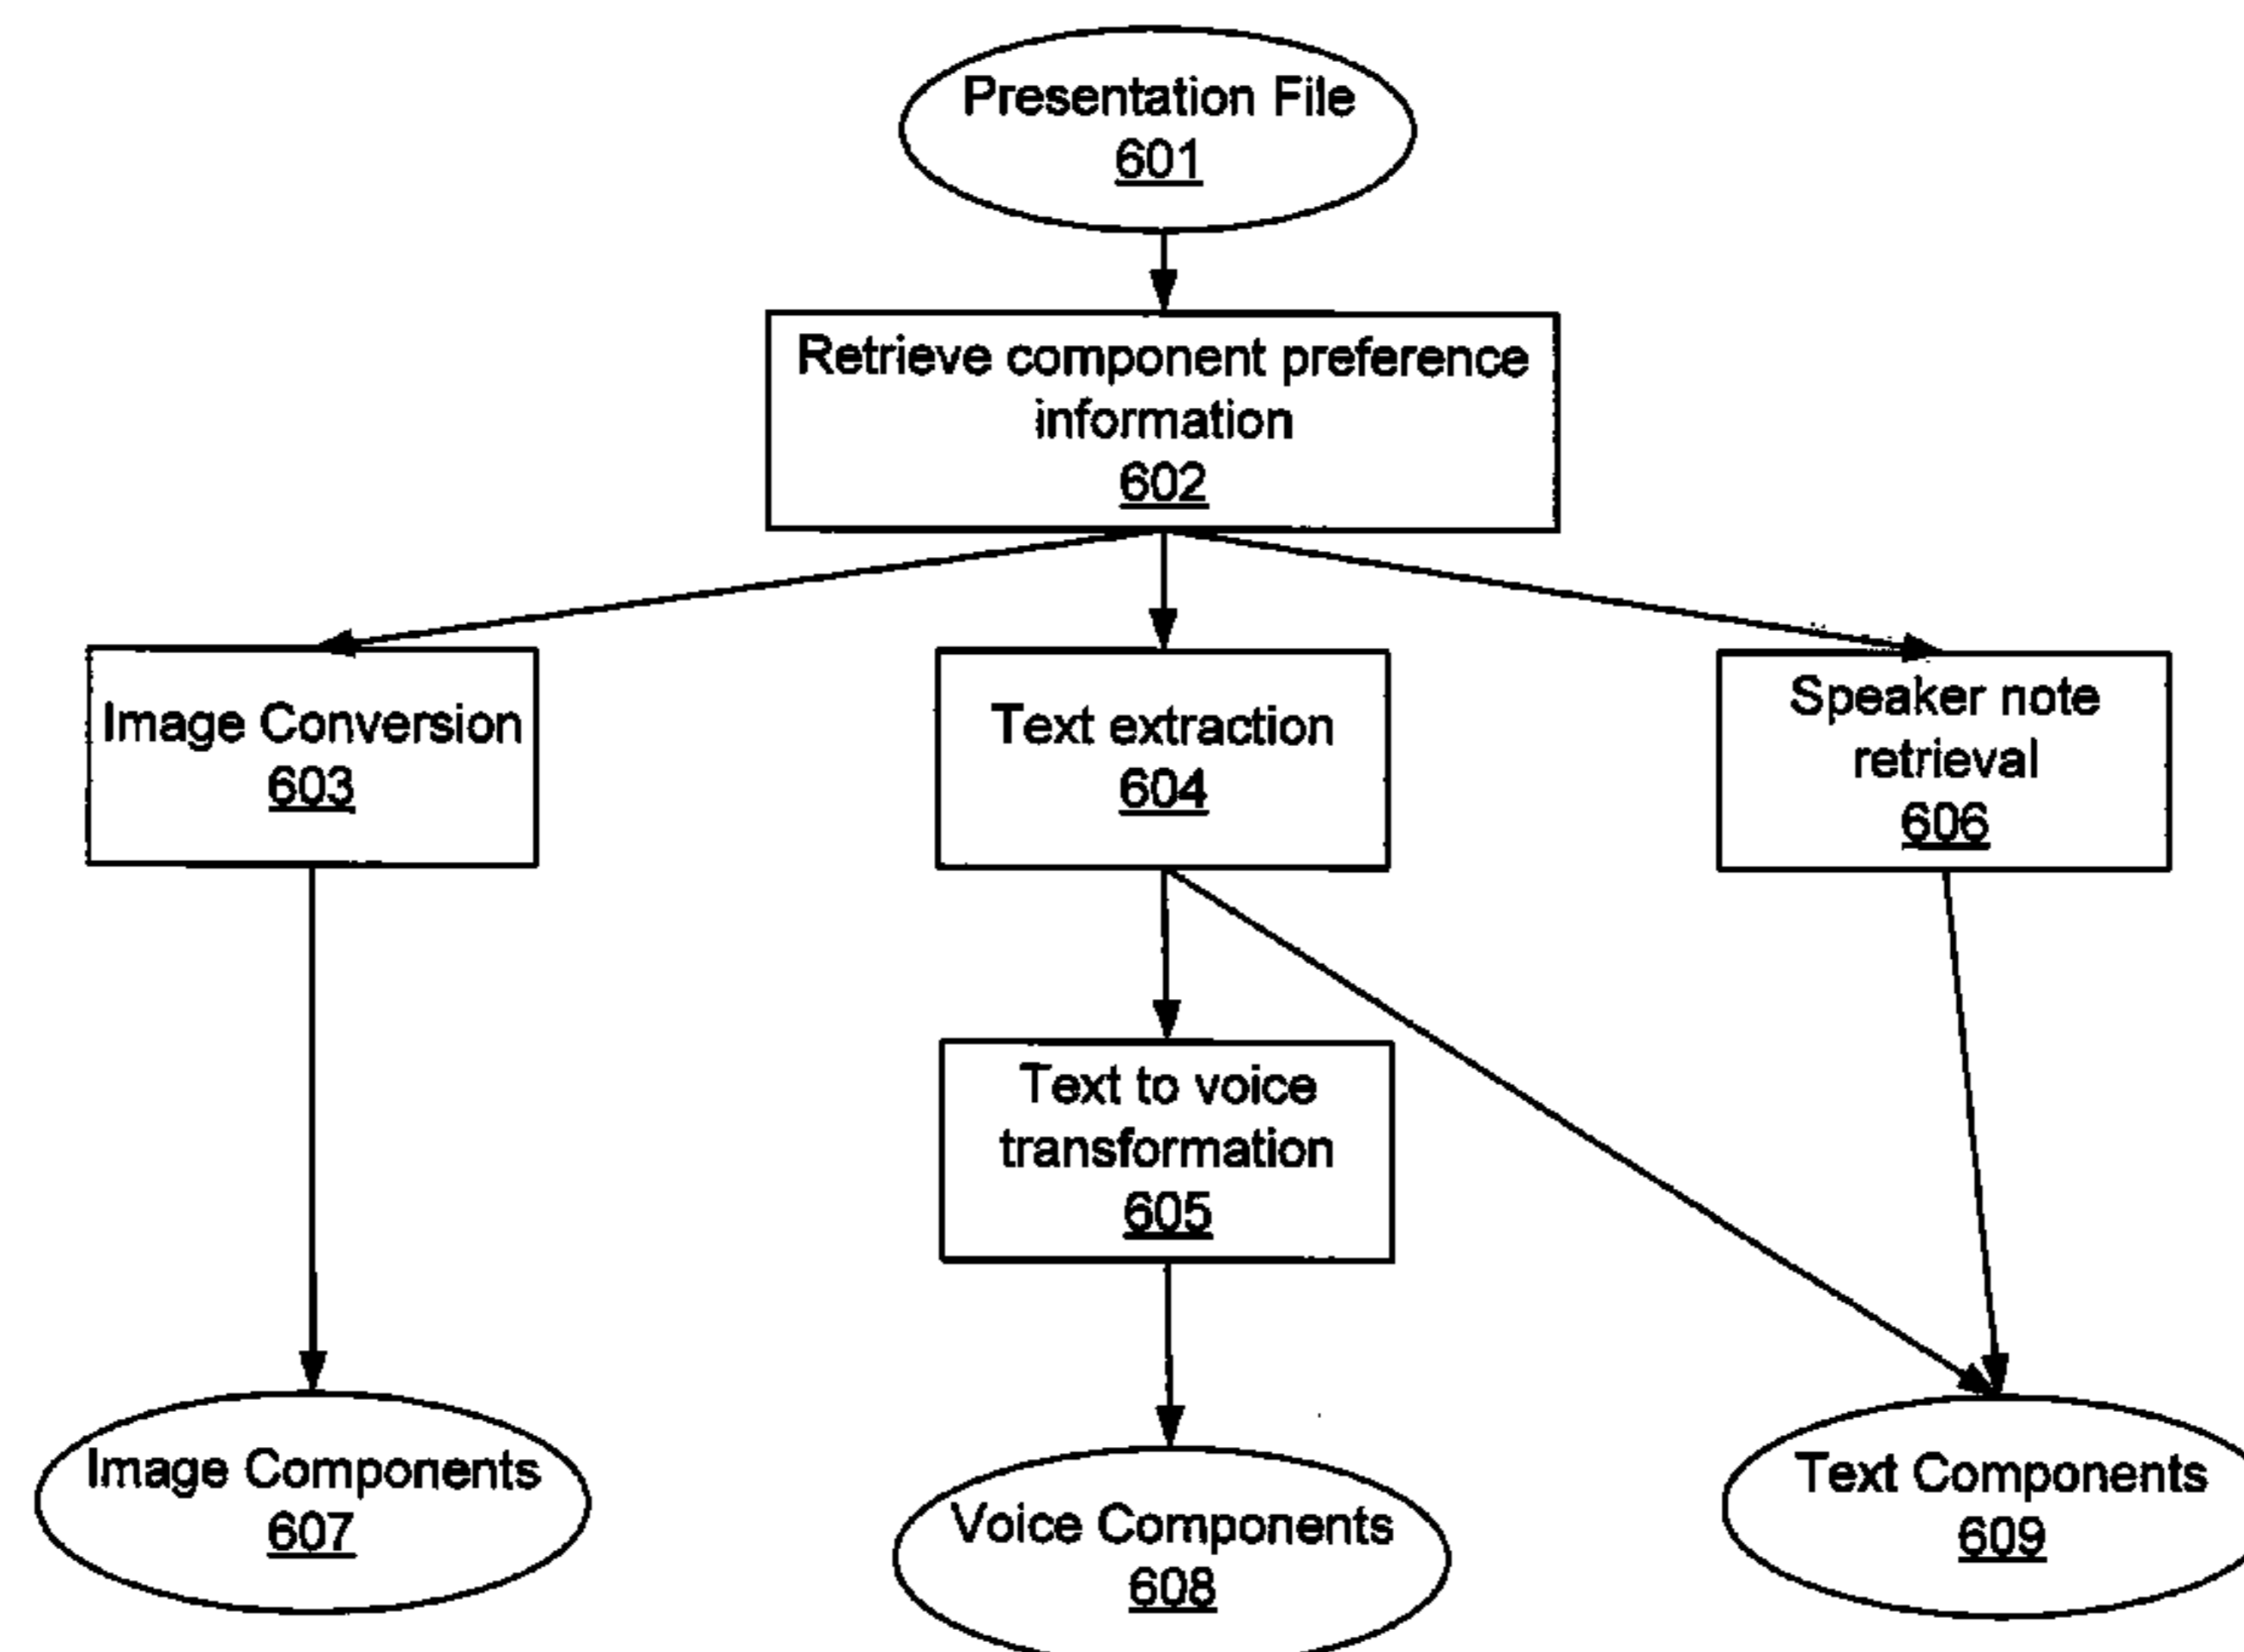 Presentation File
601
Retrieve component preference
information
602
Image Conversion
603
Text extraction
604
Speaker note
retrieval
606
Text to voice
transformation
605
Image Components
607
Voice Components
608
Text Components
609